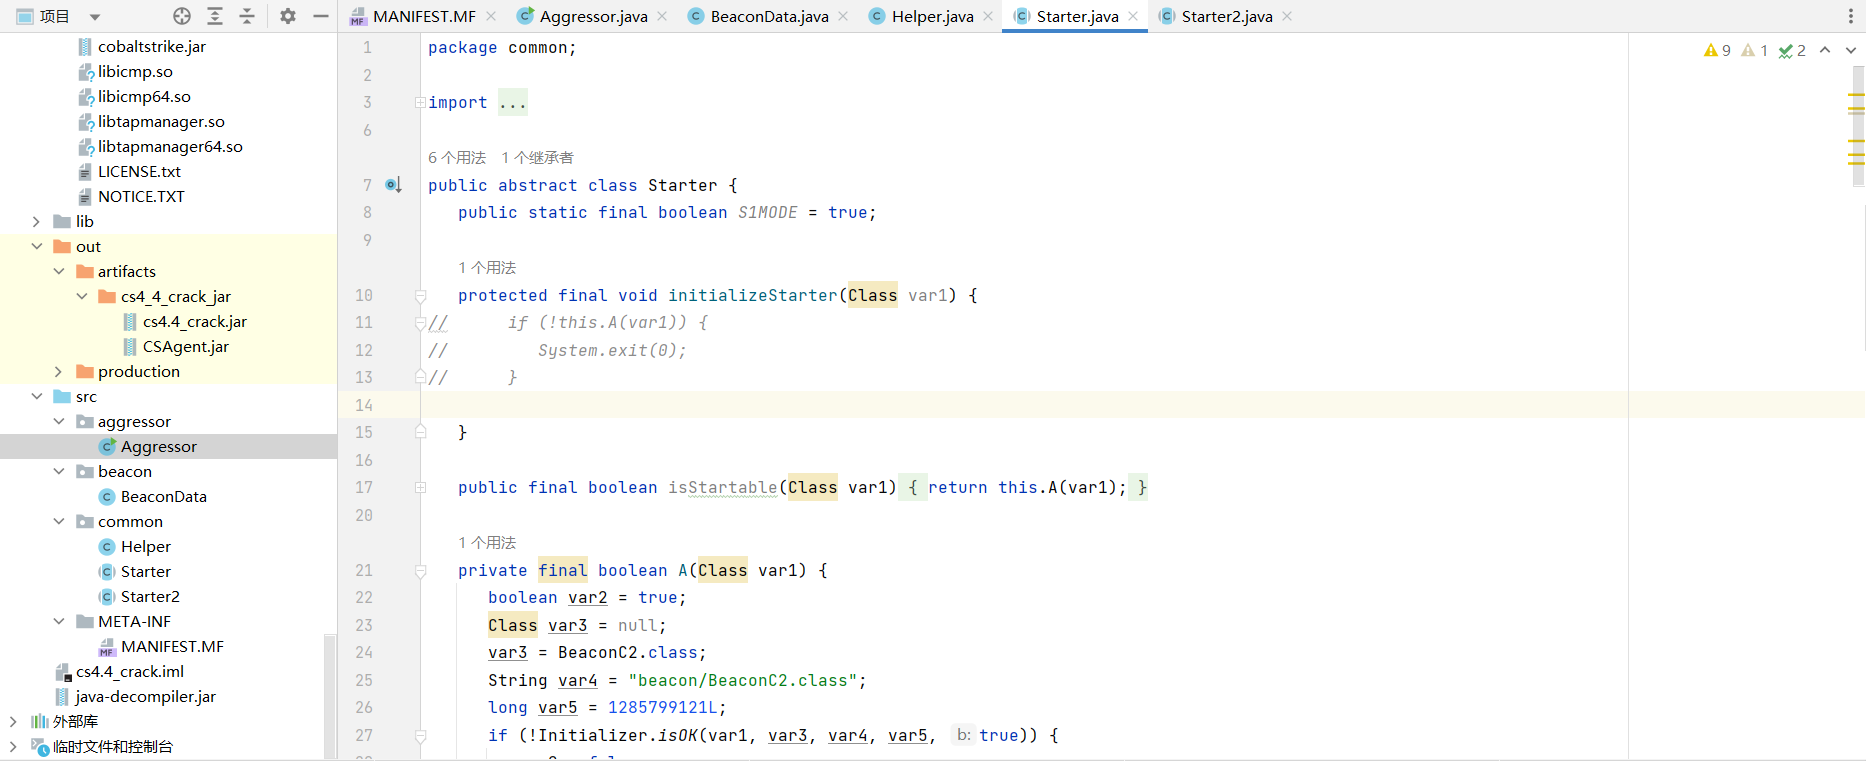 项目
MANIFEST.MF
Aggressor.java
BeaconData.java
Helper.java
Starter.java
Starter2.java
cobaltstrike.jar
libicmp.so
libicmp64.so
libtapmanager.so
libtapmanager64.so
LICENSE.txt
NOTICE.TXT
lib
out
artifacts
cs4_4_crack_jar
cs4.4_crack.jar
CSAgent.jar
production
src
aggressor
Aggressor
beacon
BeaconData
common
Helper
Starter
Starter2
META-INF
MANIFEST.MF
cs4.4_crack.iml
java-decompiler.jar
外部库
临时文件和控制台
9 1 2
1 package common;
2
3 import ...
6
6 个用法 1 个继承者
7 public abstract class Starter {
8 public static final boolean S1MODE = true;
9
1 个用法
10 protected final void initializeStarter(Class var1) {
11 // if (!this.A(var1)) {
12 // System.exit(0);
13 // }
14
15 }
16
17 public final boolean isStartable(Class var1) { return this.A(var1); }
20
1 个用法
21 private final boolean A(Class var1) {
22 boolean var2 = true;
23 Class var3 = null;
24 var3 = BeaconC2.class;
25 String var4 = "beacon/BeaconC2.class";
26 long var5 = 1285799121L;
27 if (!Initializer.isOK(var1, var3, var4, var5, b: true)) {